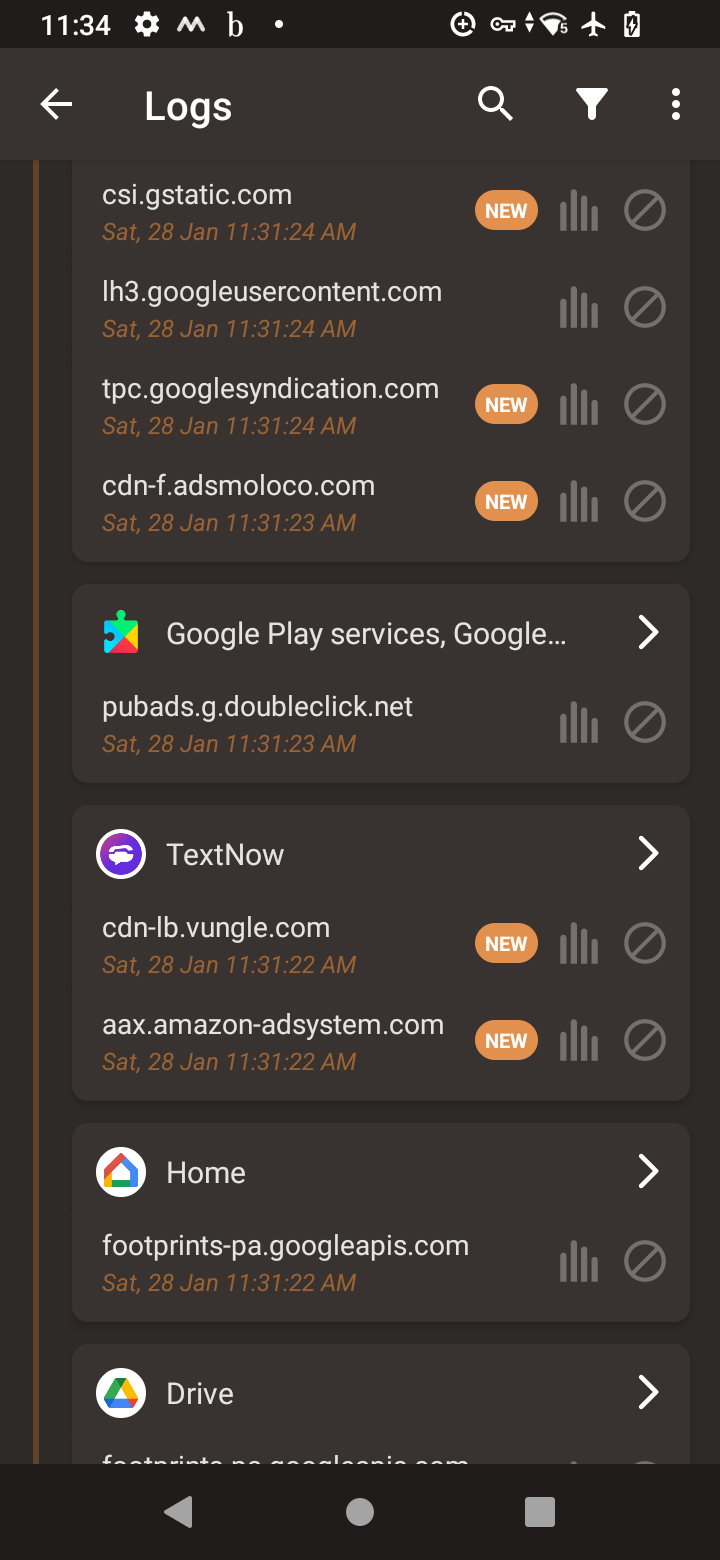 11:34
b
5
Logs
csi.gstatic.com
NEW
Sat, 28 Jan 11:31:24 AM
lh3.googleusercontent.com
Sat, 28 Jan 11:31:24 AM
tpc.googlesyndication.com
NEW
Sat, 28 Jan 11:31:24 AM
cdn-f.adsmoloco.com
NEW
Sat, 28 Jan 11:31:23 AM
Google Play services, Google...
pubads.g.doubleclick.net
Sat, 28 Jan 11:31:23 AM
TextNow
cdn-lb.vungle.com
NEW
Sat, 28 Jan 11:31:22 AM
aax.amazon-adsystem.com
NEW
Sat, 28 Jan 11:31:22 AM
Home
footprints-pa.googleapis.com
Sat, 28 Jan 11:31:22 AM
Drive
footprints-pa.googleapis.com